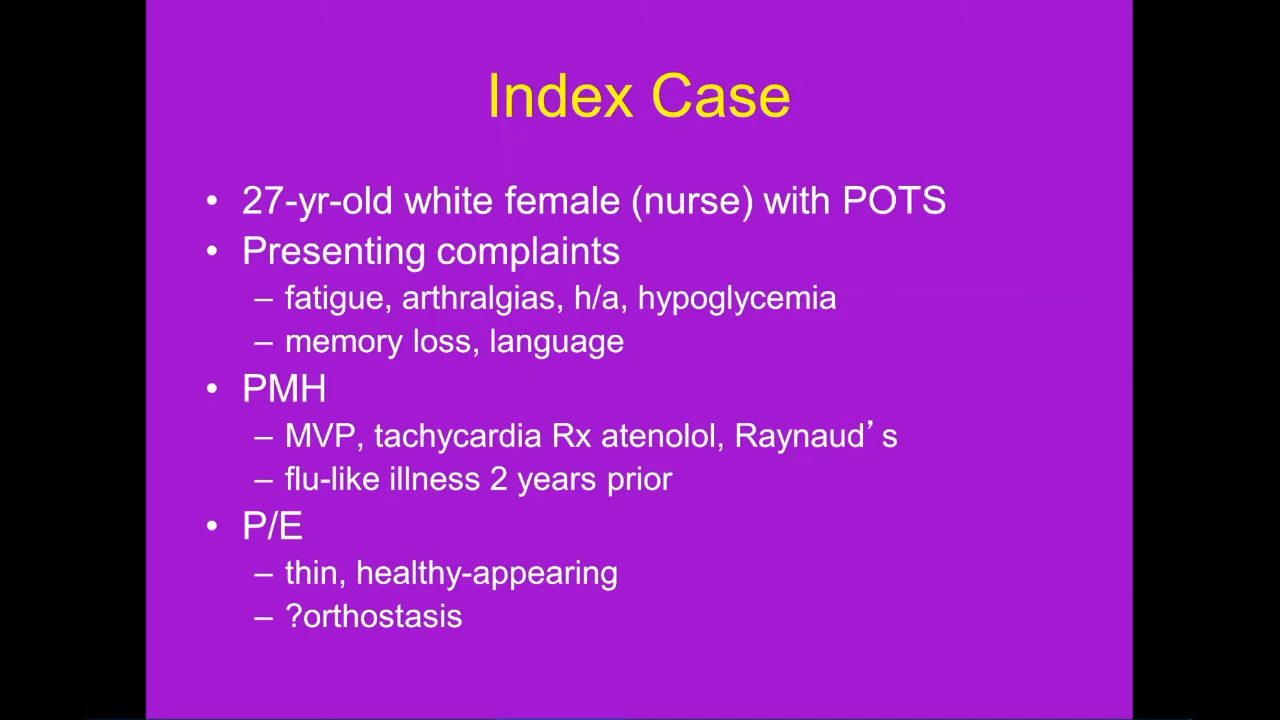 Index Case
• 27-yr-old white female (nurse) with POTS
• Presenting complaints
– fatigue, arthralgias, h/a, hypoglycemia
– memory loss, language
• PMH
– MVP, tachycardia Rx atenolol, Raynaud’s
– flu-like illness 2 years prior
• P/E
– thin, healthy-appearing
– ?orthostasis